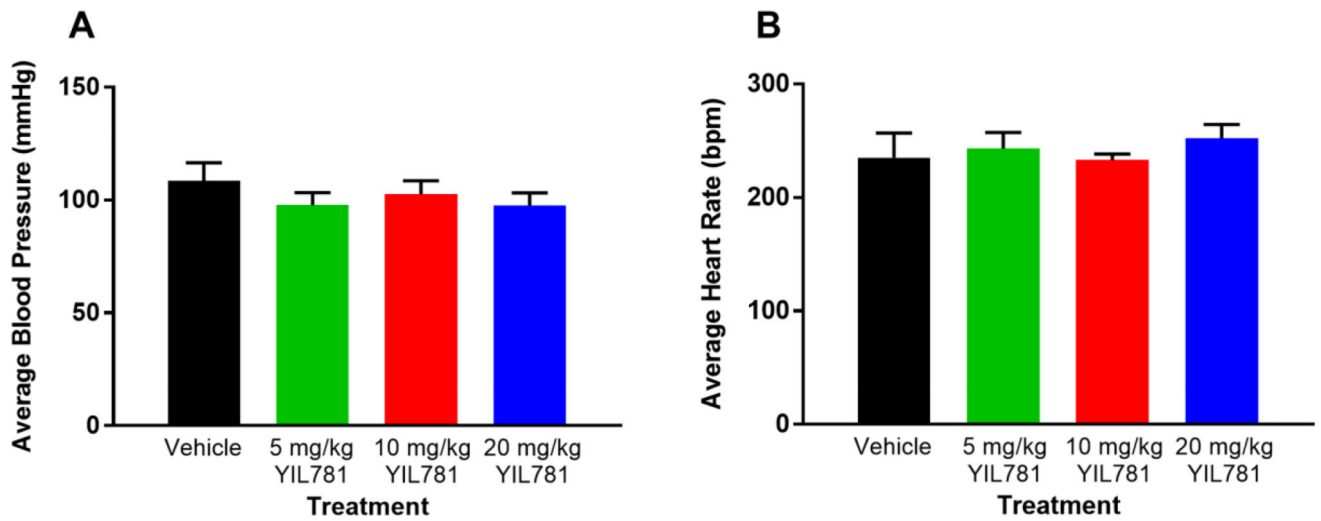 A
Average Blood Pressure (mmHg)
150
100
50
0
Vehicle
5 mg/kg
YIL781
10 mg/kg
YIL781
20 mg/kg
YIL781
Treatment
B
Average Heart Rate (bpm)
300
200
100
0
Vehicle
5 mg/kg
YIL781
10 mg/kg
YIL781
20 mg/kg
YIL781
Treatment